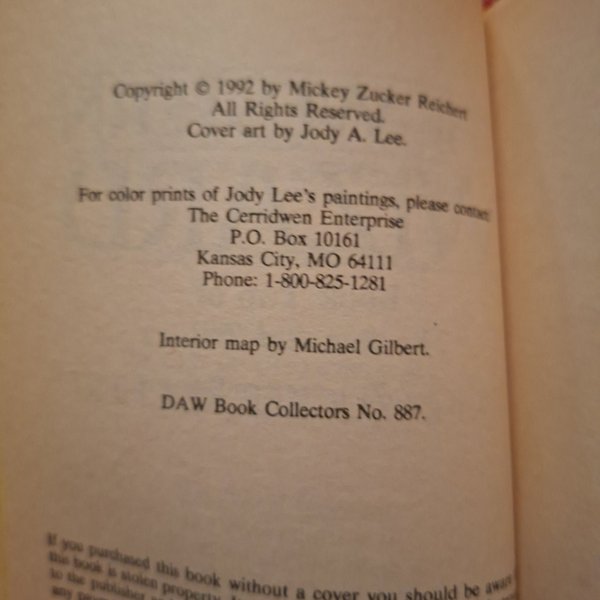 Copyright © 1992 by Mickey Zucker Reichert
All Rights Reserved.
Cover art by Jody A. Lee.
For color prints of Jody Lee's paintings, please contact:
The Cerridwen Enterprise
P.O. Box 10161
Kansas City, MO 64111
Phone: 1-800-825-1281
Interior map by Michael Gilbert.
DAW Book Collectors No. 887.
If you purchased this book without a cover you should be aware
this book is stolen property.
to the publisher
any